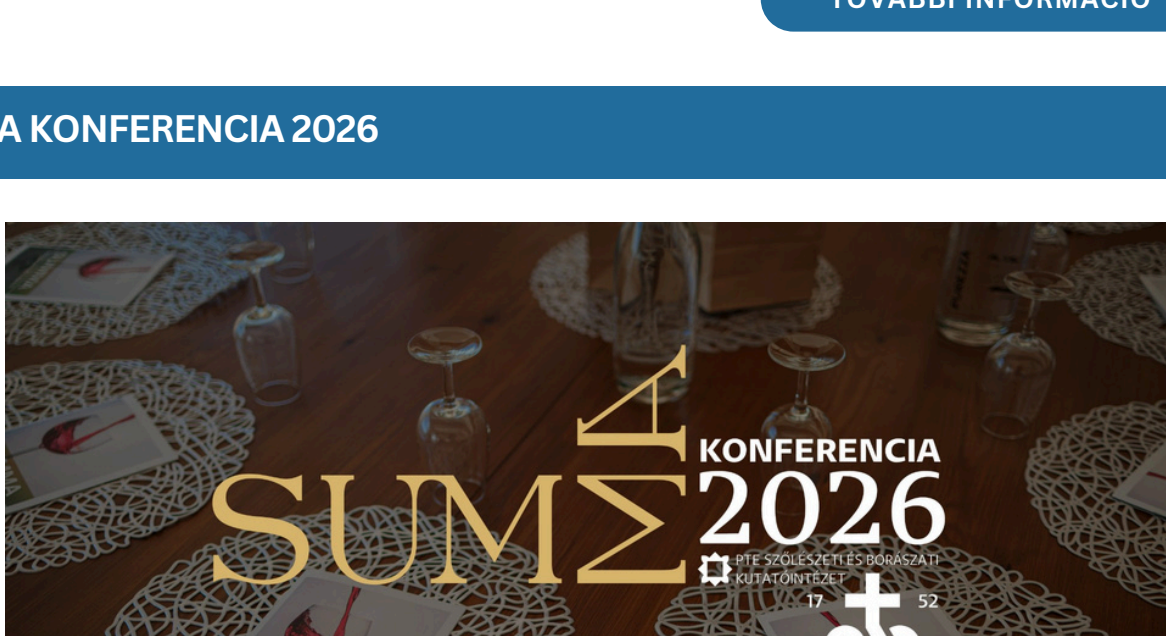 TOVÁBBI INFORMÁCIÓ
A KONFERENCIA 2026
SUMMA
KONFERENCIA
2026
PTE SZŐLÉSZETI ÉS BORÁSZATI
KUTATÓINTÉZET
17 52